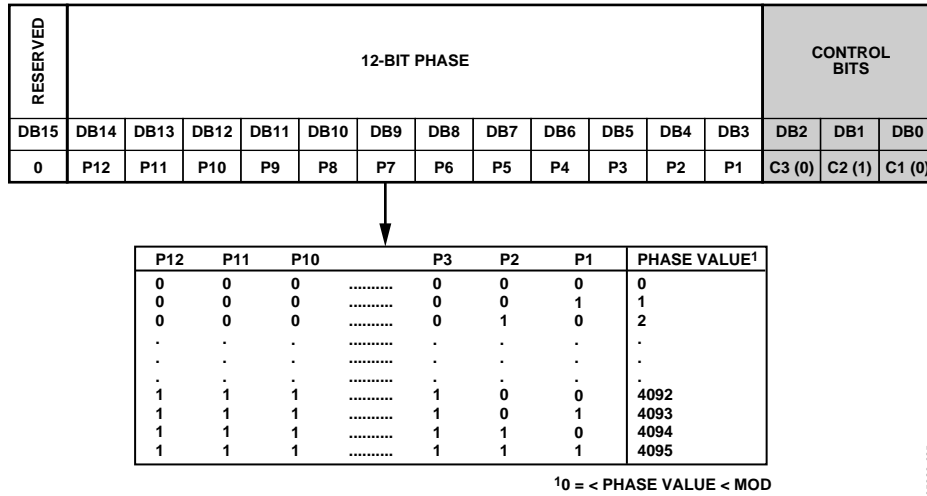 RESERVED
12-BIT PHASE
CONTROL
BITS
DB15 DB14 DB13 DB12 DB11 DB10 DB9 DB8 DB7 DB6 DB5 DB4 DB3 DB2 DB1 DB0
0 P12 P11 P10 P9 P8 P7 P6 P5 P4 P3 P2 P1 C3 (0) C2 (1) C1 (0)
P12 P11 P10 P3 P2 P1 PHASE VALUE1
0 0 0 .......... 0 0 0 0
0 0 0 .......... 0 0 1 1
0 0 0 .......... 0 1 0 2
. . . .......... . . . .
. . . .......... . . . .
. . . .......... . . . .
1 1 1 .......... 1 0 0 4092
1 1 1 .......... 1 0 1 4093
1 1 1 .......... 1 1 0 4094
1 1 1 .......... 1 1 1 4095
10 = < PHASE VALUE < MOD